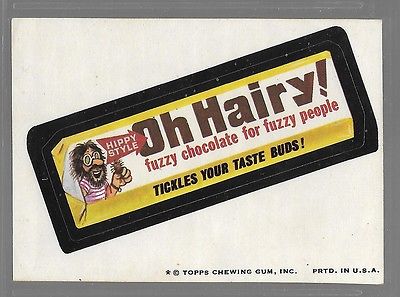 HIPPY
STYLE
Oh Hairy!
fuzzy chocolate for fuzzy people
TICKLES YOUR TASTE BUDS!
* © TOPPS CHEWING GUM, INC. PRTD. IN U.S.A.